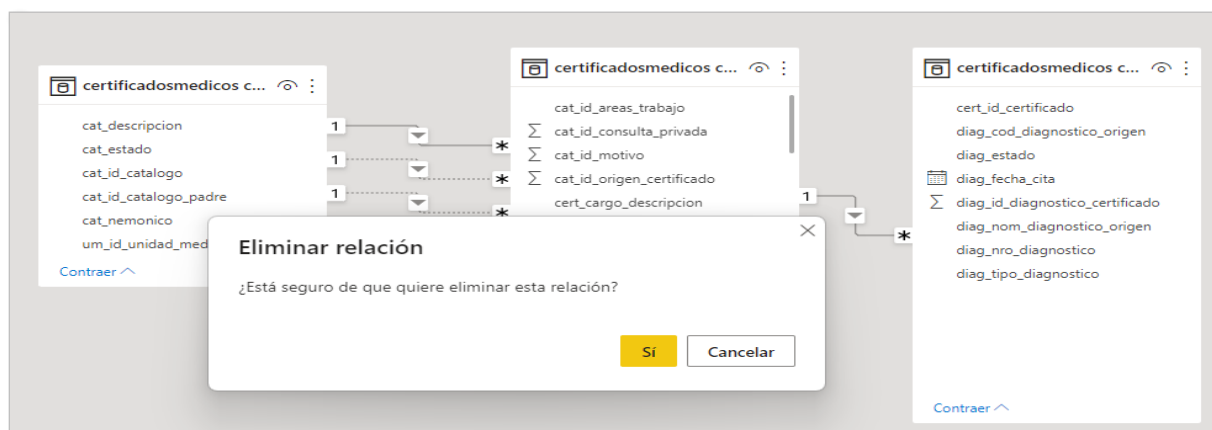 certificadosmedicos c...
cat_descripcion
cat_estado
cat_id_catalogo
cat_id_catalogo_padre
cat_nemonico
um_id_unidad_med
Contraer
1
*
1
*
1
*
certificadosmedicos c...
cat_id_areas_trabajo
cat_id_consulta_privada
cat_id_motivo
cat_id_origen_certificado
cert_cargo_descripcion
1
*
certificadosmedicos c...
cert_id_certificado
diag_cod_diagnostico_origen
diag_estado
diag_fecha_cita
diag_id_diagnostico_certificado
diag_nom_diagnostico_origen
diag_nro_diagnostico
diag_tipo_diagnostico
Contraer
Eliminar relación
¿Está seguro de que quiere eliminar esta relación?
Sí
Cancelar